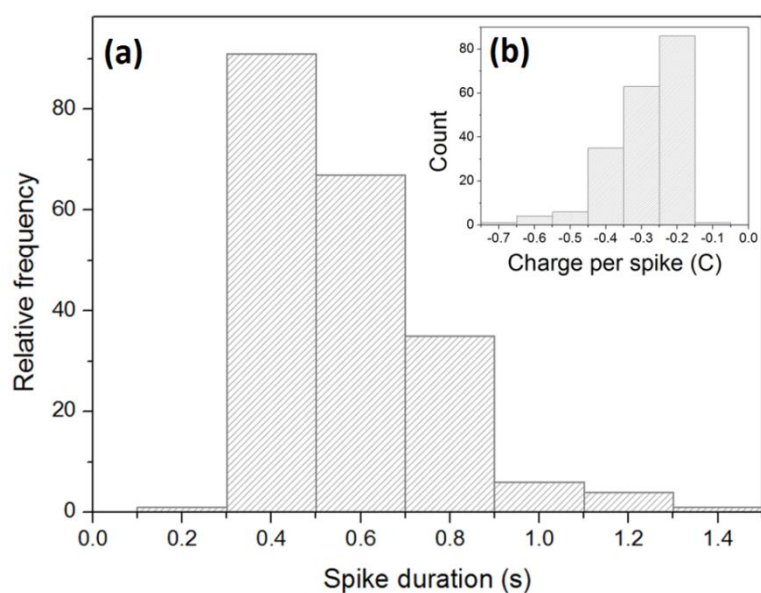 (a)
Relative frequency
80
60
40
20
0
0.0 0.2 0.4 0.6 0.8 1.0 1.2 1.4
Spike duration (s)
(b)
Count
80
60
40
20
0
-0.7 -0.6 -0.5 -0.4 -0.3 -0.2 -0.1 0.0
Charge per spike (C)